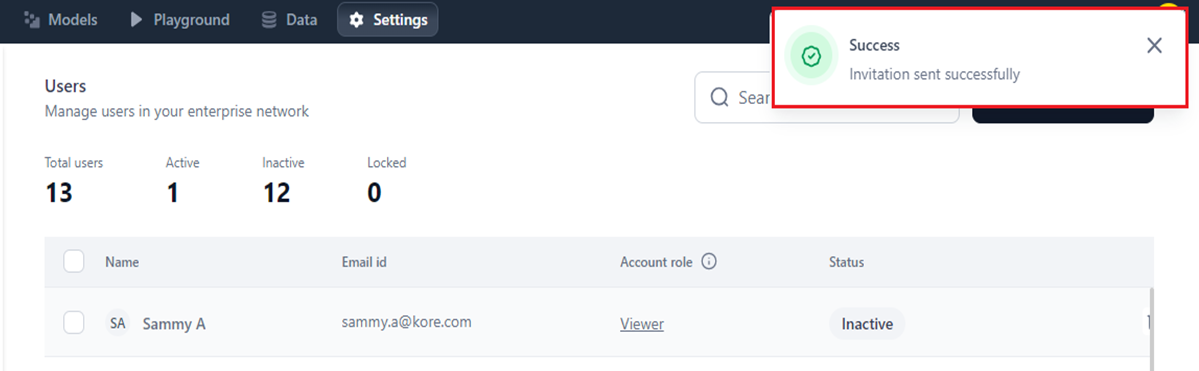 Models Playground Data Settings
Success
Invitation sent successfully
Users
Manage users in your enterprise network
Total users Active Inactive Locked
13 1 12 0
Name Email id Account role Status
SA Sammy A sammy.a@kore.com Viewer Inactive